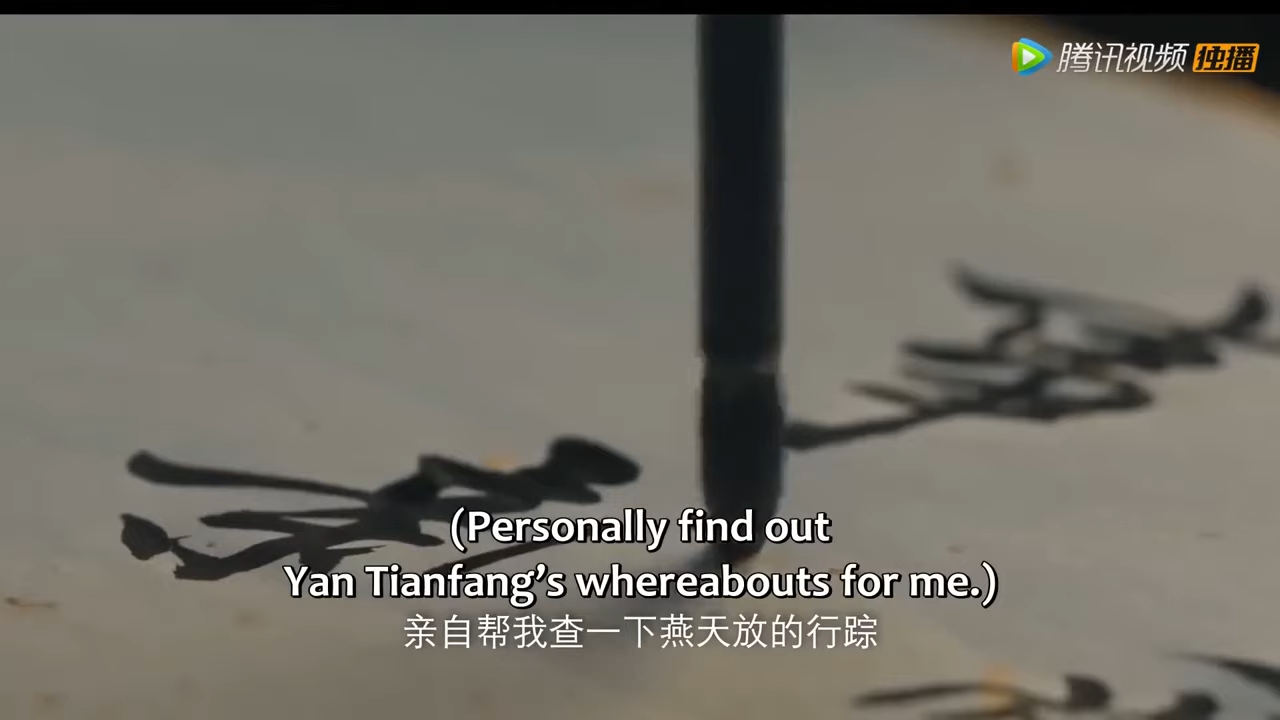 腾讯视频 独播
(Personally find out
Yan Tianfang's whereabouts for me.)
亲自帮我查一下燕天放的行踪